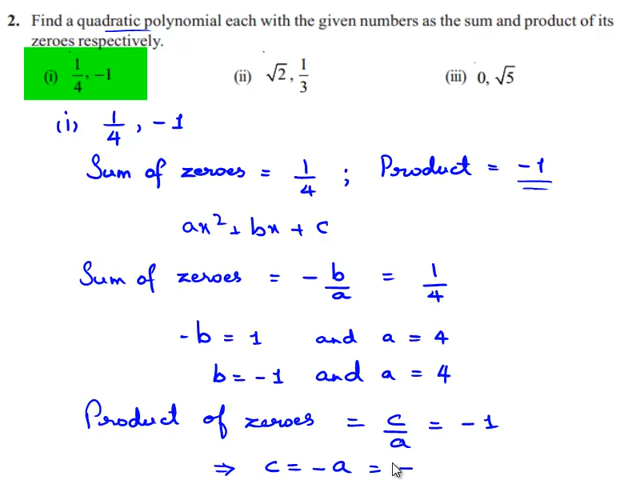 2. Find a quadratic polynomial each with the given numbers as the sum and product of its
zeroes respectively.
(i) 1/4, −1 (ii) √2, 1/3 (iii) 0, √5
(i) 1/4, −1
Sum of zeroes = 1/4 ; Product = −1
ax² + bx + c
Sum of zeroes = −b/a = 1/4
−b = 1 and a = 4
b = −1 and a = 4
Product of zeroes = c/a = −1
⇒ c = −a = −